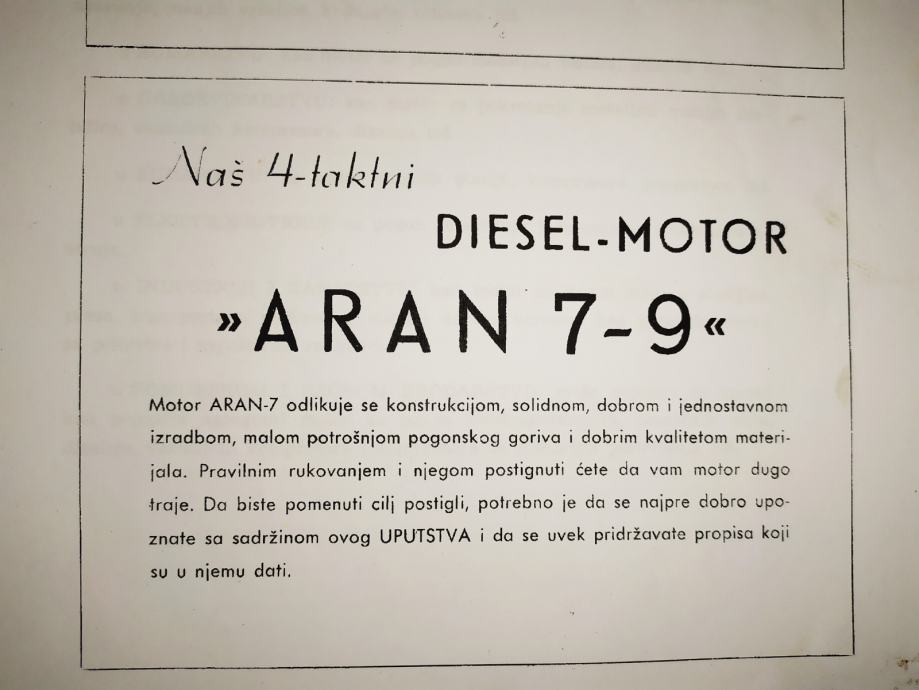 Naš 4-taktni
DIESEL-MOTOR
»ARAN 7-9«
Motor ARAN-7 odlikuje se konstrukcijom, solidnom, dobrom i jednostavnom
izradbom, malom potrošnjom pogonskog goriva i dobrim kvalitetom materi-
jala. Pravilnim rukovanjem i njegom postignuti ćete da vam motor dugo
traje. Da biste pomenuti cilj postigli, potrebno je da se najpre dobro upo-
znate sa sadržinom ovog UPUTSTVA i da se uvek pridržavate propisa koji
su u njemu dati.